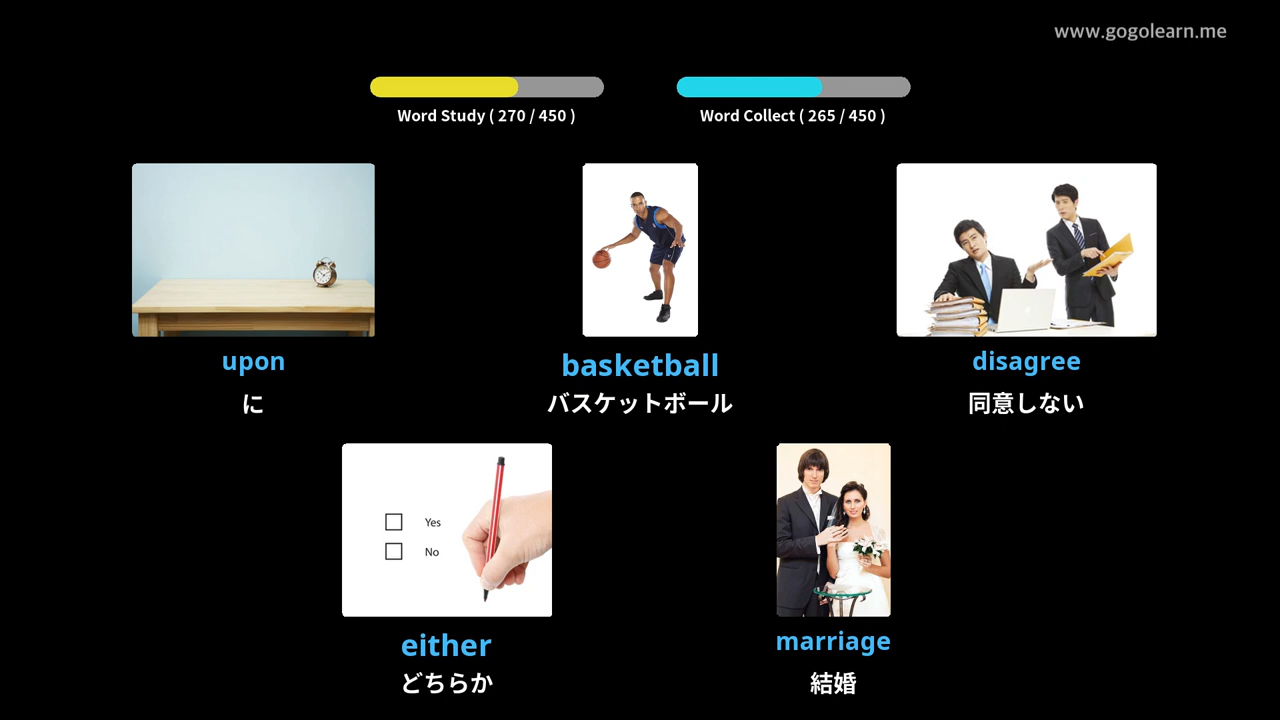 www.gogolearn.me
Word Study ( 270 / 450 )
Word Collect ( 265 / 450 )
upon
に
basketball
バスケットボール
disagree
同意しない
Yes
No
either
どちらか
marriage
結婚